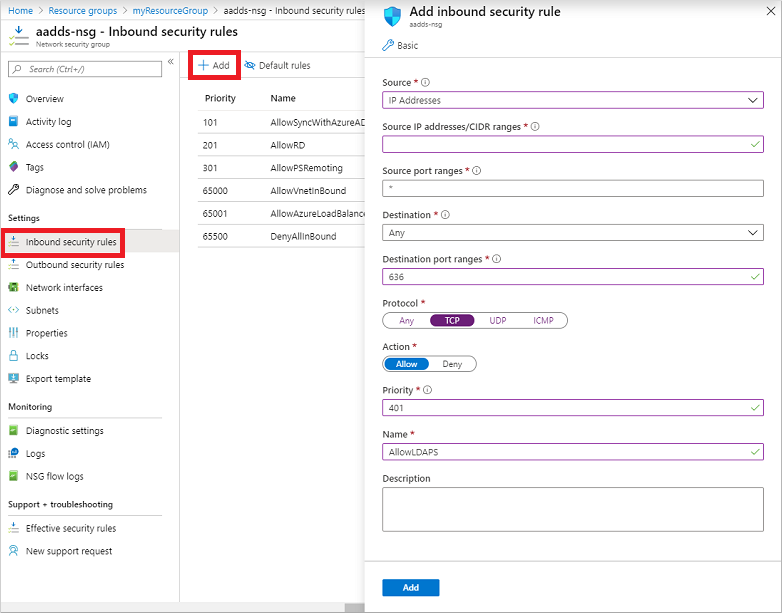 Home > Resource groups > myResourceGroup > aadds-nsg - Inbound security rules
aadds-nsg - Inbound security rules
Network security group
Search (Ctrl+/)
«
Overview
Activity log
Access control (IAM)
Tags
Diagnose and solve problems
Settings
Inbound security rules
Outbound security rules
Network interfaces
Subnets
Properties
Locks
Export template
Monitoring
Diagnostic settings
Logs
NSG flow logs
Support + troubleshooting
Effective security rules
New support request
+ Add
Default rules
Priority Name
101 AllowSyncWithAzureAD
201 AllowRD
301 AllowPSRemoting
65000 AllowVnetInBound
65001 AllowAzureLoadBalance
65500 DenyAllInBound
Add inbound security rule
aadds-nsg
Basic
Source *
IP Addresses
Source IP addresses/CIDR ranges *
Source port ranges *
*
Destination *
Any
Destination port ranges *
636
Protocol *
Any TCP UDP ICMP
Action *
Allow Deny
Priority *
401
Name *
AllowLDAPS
Description
Add